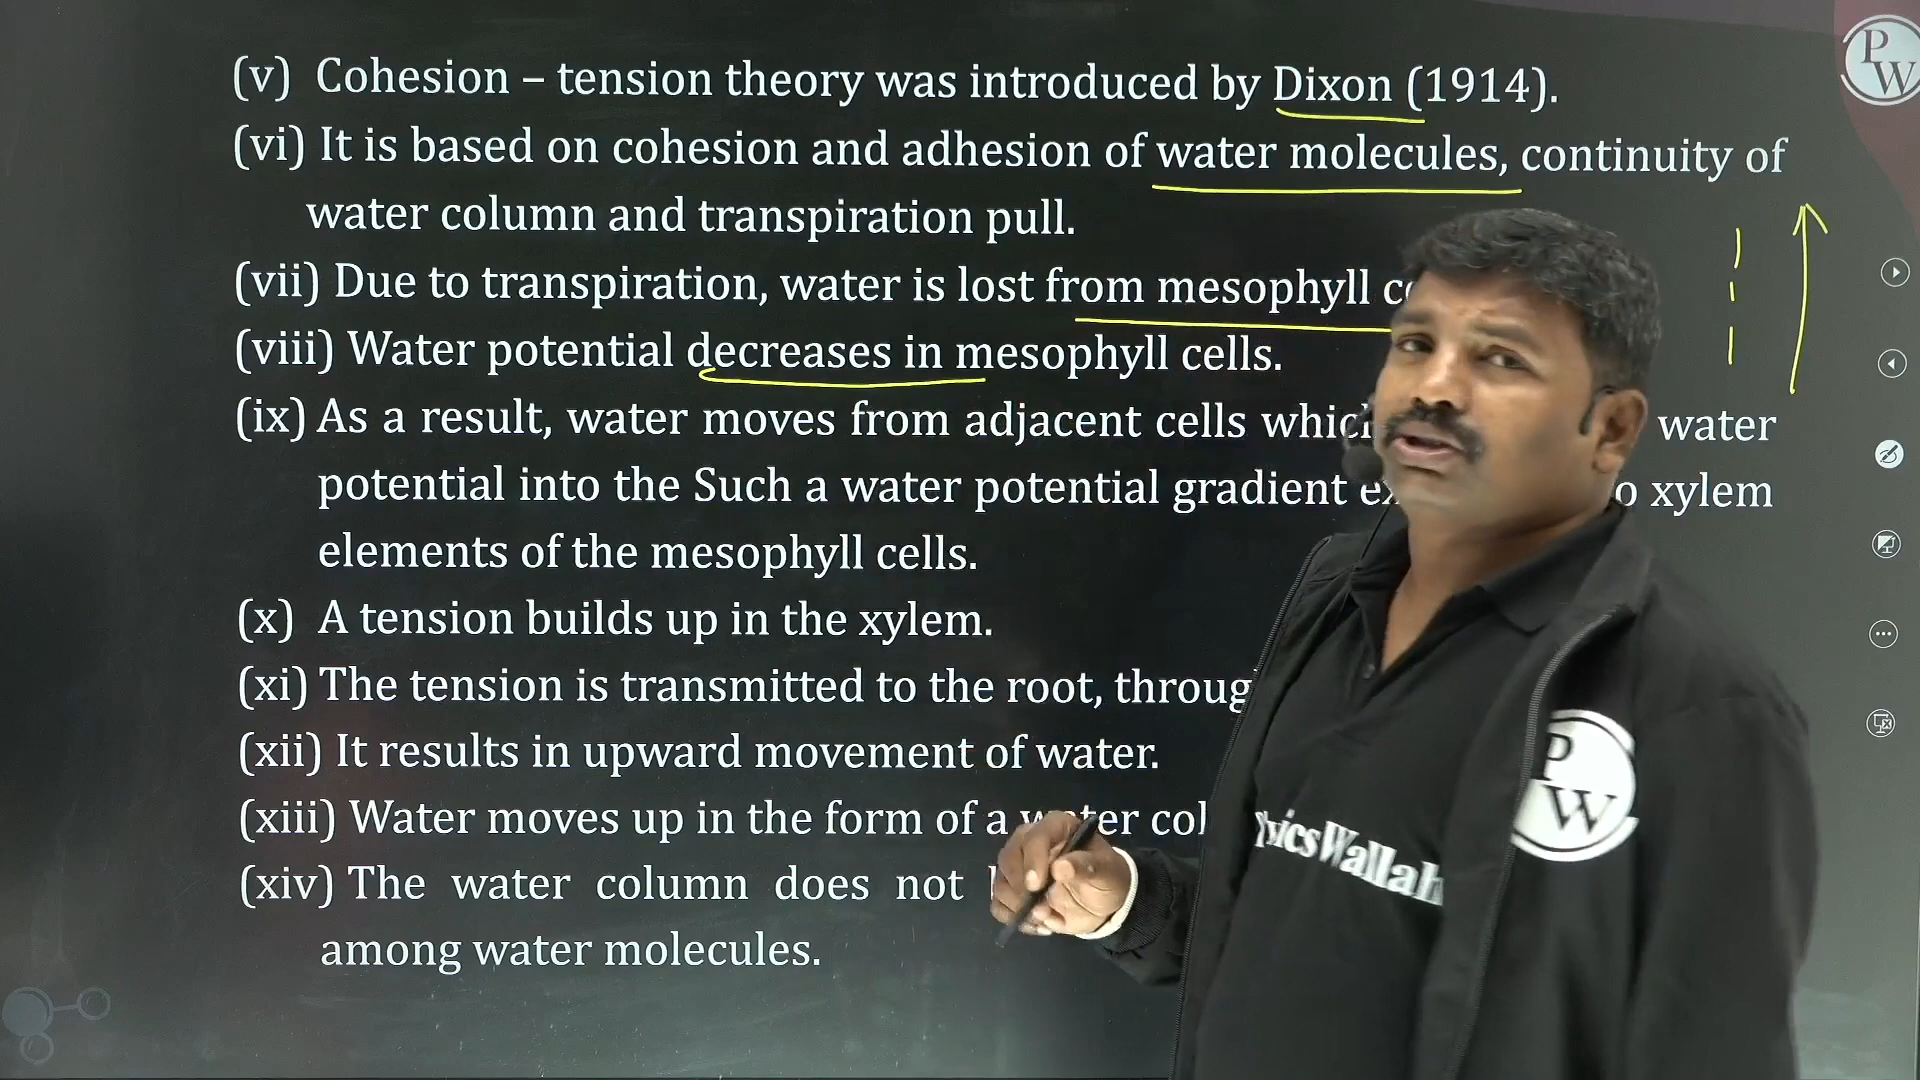 (v) Cohesion – tension theory was introduced by Dixon (1914).
(vi) It is based on cohesion and adhesion of water molecules, continuity of
water column and transpiration pull.
(vii) Due to transpiration, water is lost from mesophyll
(viii) Water potential decreases in mesophyll cells.
(ix) As a result, water moves from adjacent cells water
potential into the Such a water potential gradient xylem
elements of the mesophyll cells.
(x) A tension builds up in the xylem.
(xi) The tension is transmitted to the root,
(xii) It results in upward movement of water.
(xiii) Water moves up in the form of a water
(xiv) The water column does not
among water molecules.
PW
PW
Wallah